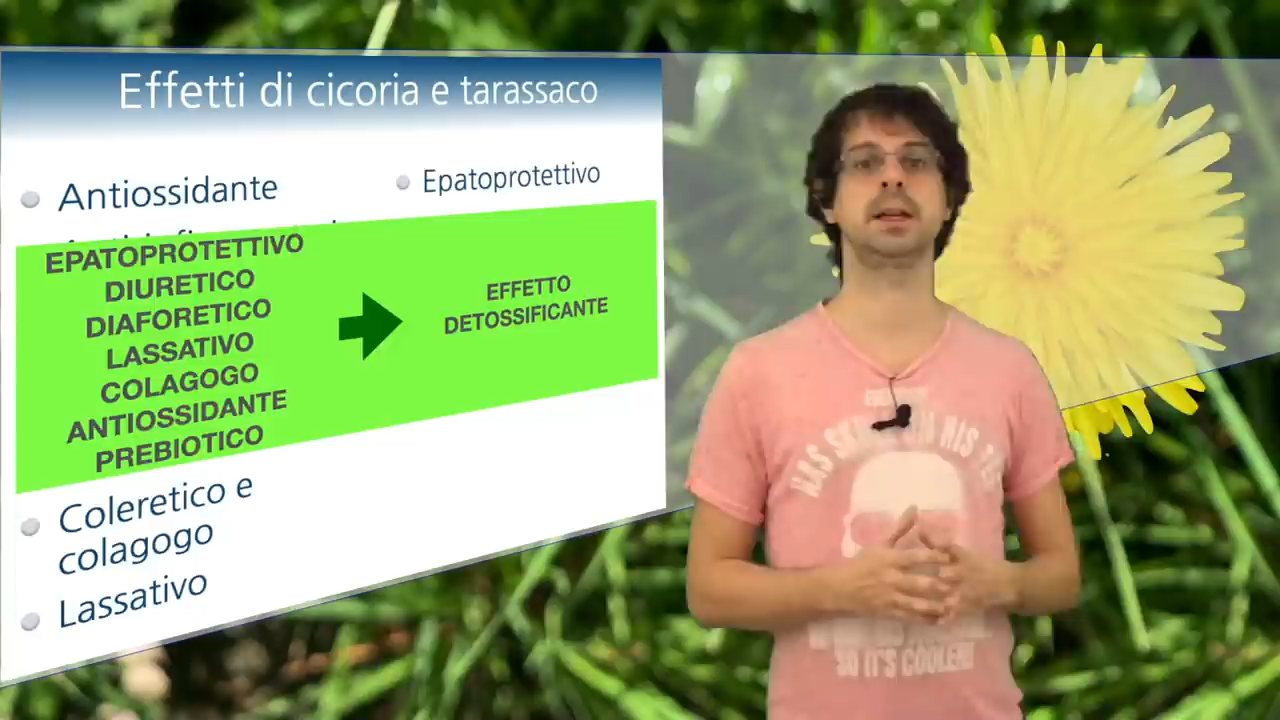 Effetti di cicoria e tarassaco
Antiossidante
Epatoprotettivo
EPATOPROTETTIVO
DIURETICO
DIAFORETICO
LASSATIVO
COLAGOGO
ANTIOSSIDANTE
PREBIOTICO
EFFETTO
DETOSSIFICANTE
Coleretico e
colagogo
Lassativo
HIS
SO IT'S COOLER!